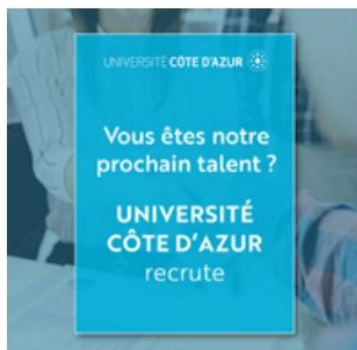 UNIVERSITÉ CÔTE D'AZUR
Vous êtes notre
prochain talent ?
UNIVERSITÉ
CÔTE D'AZUR
recrute